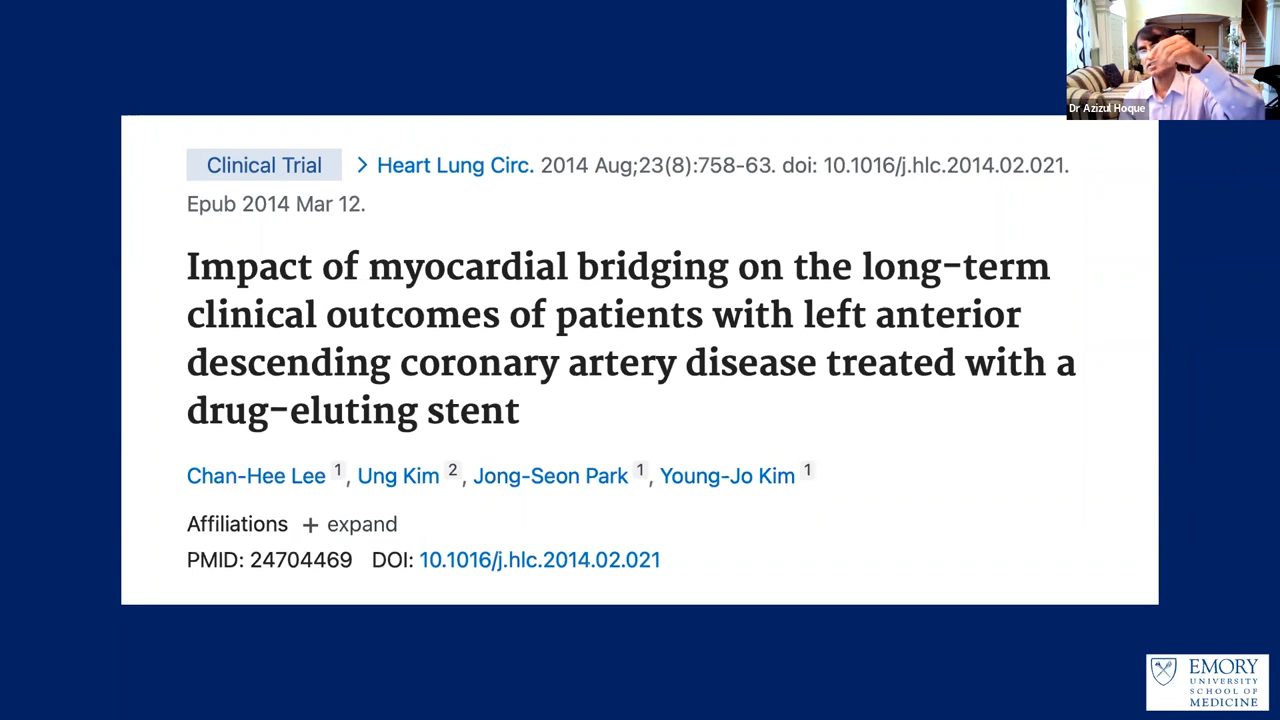 Dr Azizul Hoque
Clinical Trial > Heart Lung Circ. 2014 Aug;23(8):758-63. doi: 10.1016/j.hlc.2014.02.021.
Epub 2014 Mar 12.
Impact of myocardial bridging on the long-term
clinical outcomes of patients with left anterior
descending coronary artery disease treated with a
drug-eluting stent
Chan-Hee Lee 1, Ung Kim 2, Jong-Seon Park 1, Young-Jo Kim 1
Affiliations + expand
PMID: 24704469 DOI: 10.1016/j.hlc.2014.02.021
EMORY
UNIVERSITY
SCHOOL OF
MEDICINE